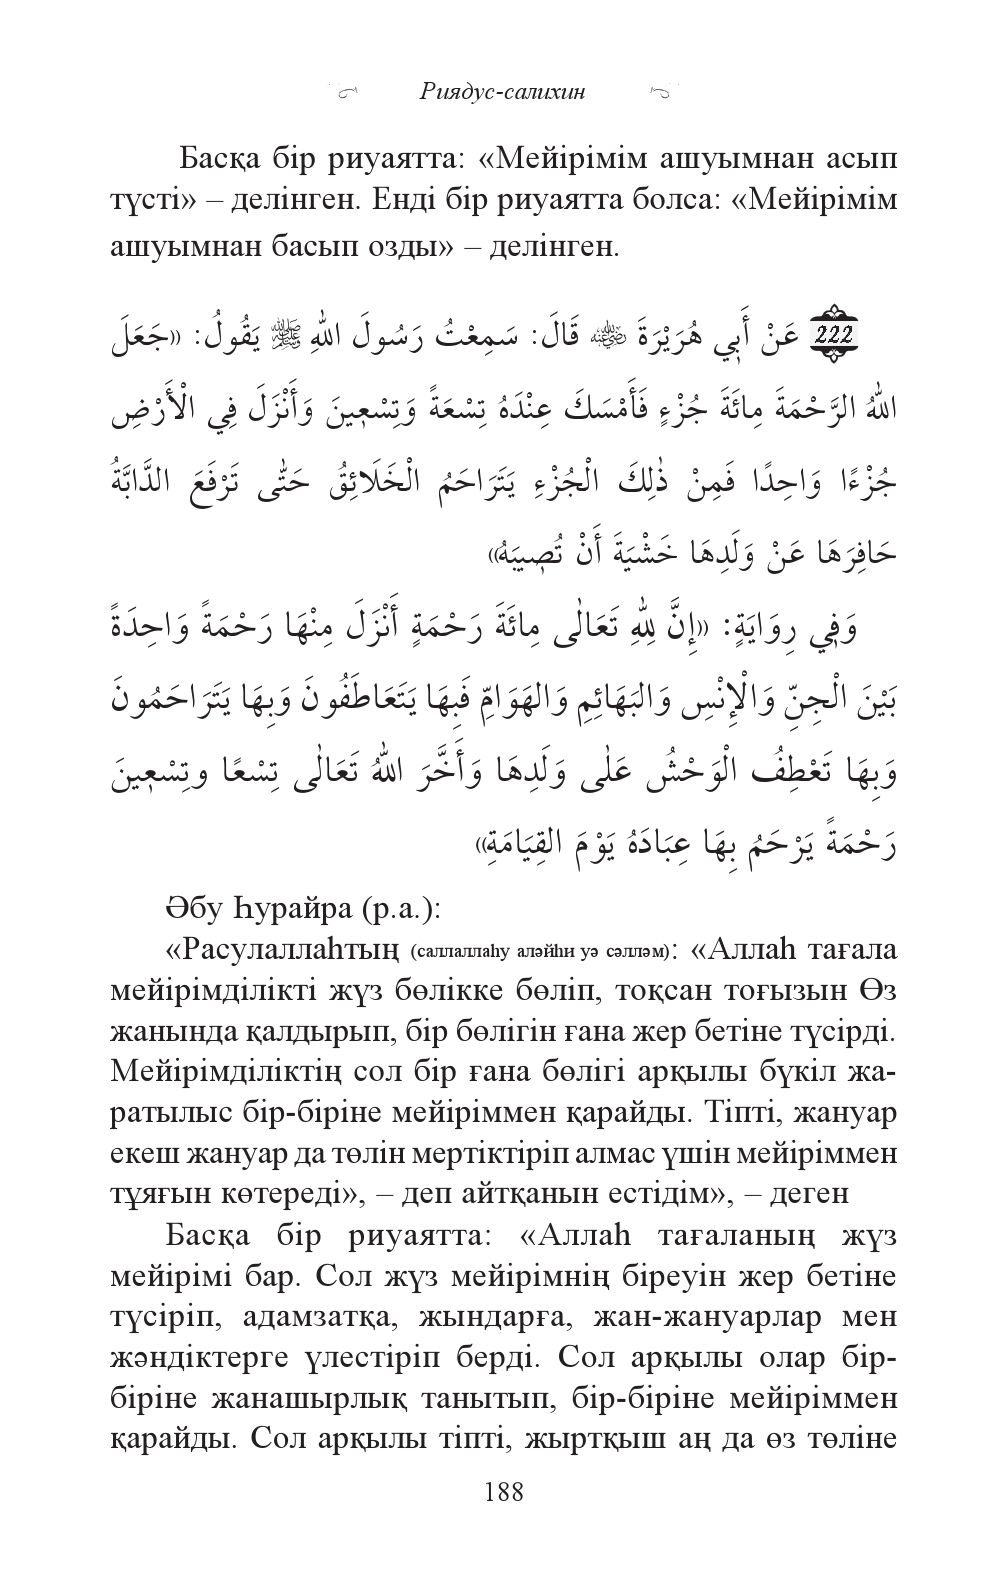 Риядус-салихин
Басқа бір риуаятта: «Мейірімім ашуымнан асып
түсті» – делінген. Енді бір риуаятта болса: «Мейірімім
ашуымнан басып озды» – делінген.
222 عَنْ أَبِي هُرَيْرَةَ ﷺ قَالَ: سَمِعْتُ رَسُولَ اللهِ ﷺ يَقُولُ: «جَعَلَ
اللهُ الرَّحْمَةَ مِائَةَ جُزْءٍ فَأَمْسَكَ عِنْدَهُ تِسْعَةً وَتِسْعِينَ وَأَنْزَلَ فِي الْأَرْضِ
جُزْءًا وَاحِدًا فَمِنْ ذٰلِكَ الْجُزْءِ يَتَرَاحَمُ الْخَلَائِقُ حَتّٰى تَرْفَعَ الدَّابَّةُ
حَافِرَهَا عَنْ وَلَدِهَا خَشْيَةَ أَنْ تُصِيبَهُ»
وَفِي رِوَايَةٍ: «إِنَّ لِلهِ تَعَالٰى مِائَةَ رَحْمَةٍ أَنْزَلَ مِنْهَا رَحْمَةً وَاحِدَةً
بَيْنَ الْجِنِّ وَالْإِنْسِ وَالبَهَائِمِ وَالهَوَامِّ فَبِهَا يَتَعَاطَفُونَ وَبِهَا يَتَرَاحَمُونَ
وَبِهَا تَعْطِفُ الْوَحْشُ عَلٰى وَلَدِهَا وَأَخَّرَ اللهُ تَعَالٰى تِسْعًا وتِسْعِينَ
رَحْمَةً يَرْحَمُ بِهَا عِبَادَهُ يَوْمَ القِيَامَةِ»
Әбу Һурайра (р.а.):
«Расулаллаһтың (саллаллаһу аләйһи уә сәлләм): «Аллаһ тағала
мейірімділікті жүз бөлікке бөліп, тоқсан тоғызын Өз
жанында қалдырып, бір бөлігін ғана жер бетіне түсірді.
Мейірімділіктің сол бір ғана бөлігі арқылы бүкіл жа-
ратылыс бір-біріне мейіріммен қарайды. Тіпті, жануар
екеш жануар да төлін мертіктіріп алмас үшін мейіріммен
тұяғын көтереді», – деп айтқанын естідім», – деген
Басқа бір риуаятта: «Аллаһ тағаланың жүз
мейірімі бар. Сол жүз мейірімнің біреуін жер бетіне
түсіріп, адамзатқа, жындарға, жан-жануарлар мен
жәндіктерге үлестіріп берді. Сол арқылы олар бір-
біріне жанашырлық танытып, бір-біріне мейіріммен
қарайды. Сол арқылы тіпті, жыртқыш аң да өз төліне
188